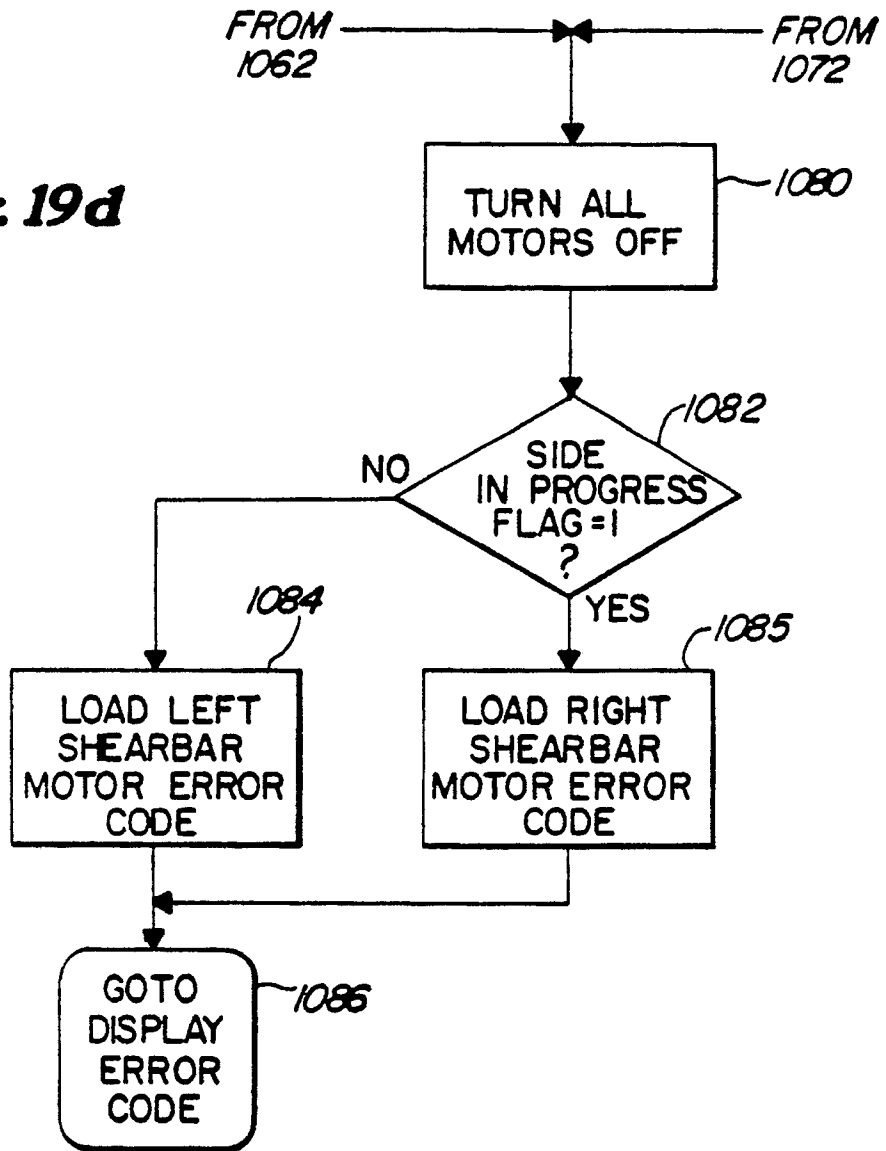 FROM
1062
FROM
1072
19d
1080
TURN ALL
MOTORS OFF
1082
NO
SIDE
IN PROGRESS
FLAG=1
?
YES
1084
1085
LOAD LEFT
SHEARBAR
MOTOR ERROR
CODE
LOAD RIGHT
SHEARBAR
MOTOR ERROR
CODE
GOTO
DISPLAY
ERROR
CODE
1086